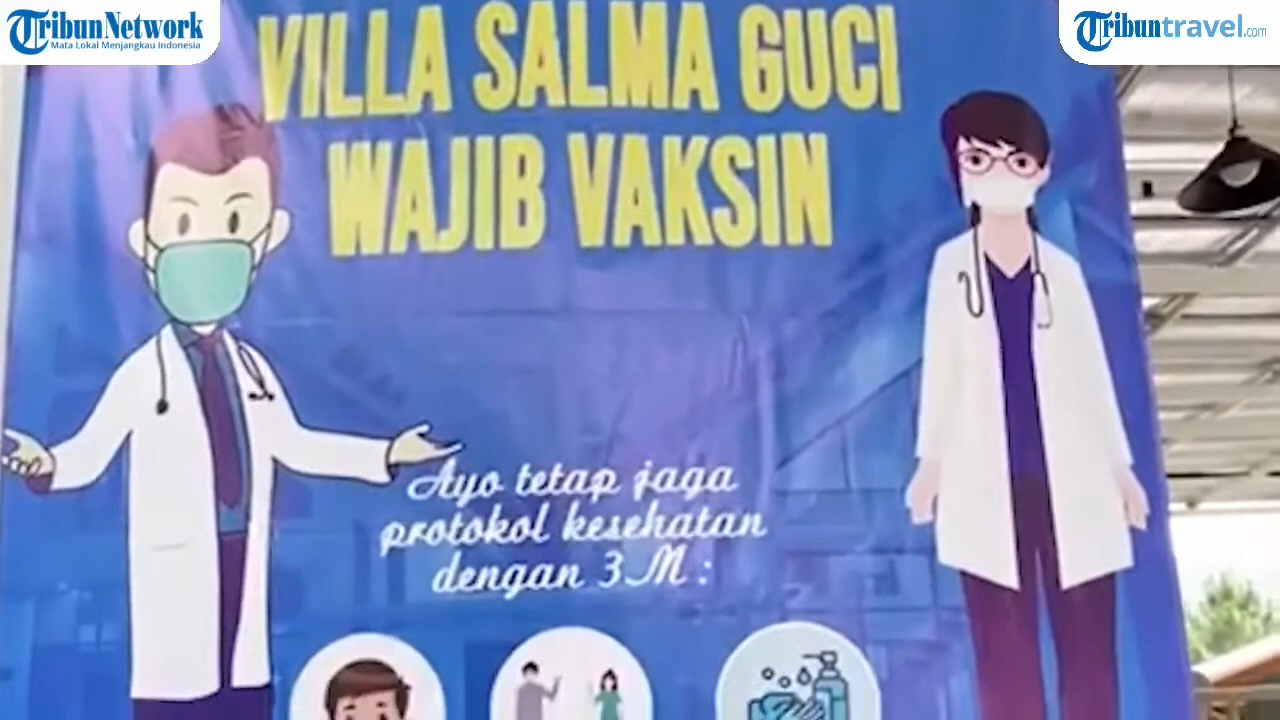 TribunNetwork
Mata Lokal Menjangkau Indonesia
Tribuntravel.com
VILLA SALMA GUCI
WAJIB VAKSIN
Ayo tetap jaga
protokol kesehatan
dengan 3M :